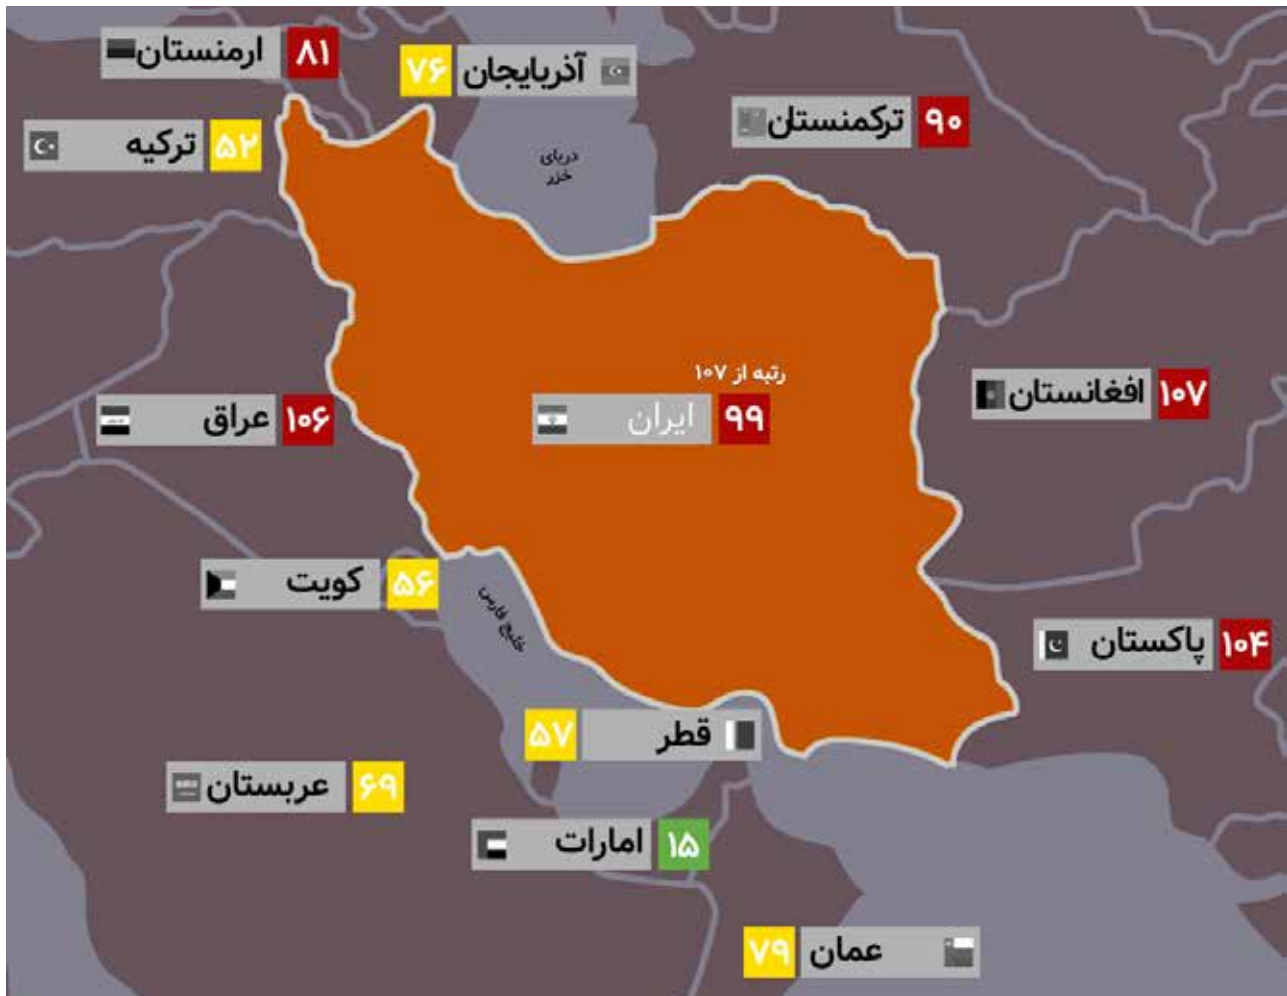 ارمنستان ۸۱
۷۶ آذربایجان
ترکمنستان ۹۰
ترکیه ۵۲
دریای
خزر
رتبه از ۱۰۷
ایران ۹۹
افغانستان ۱۰۷
عراق ۱۰۶
کویت ۵۶
خلیج فارس
پاکستان ۱۰۴
۵۷ قطر
عربستان ۶۹
امارات ۱۵
۷۹ عمان